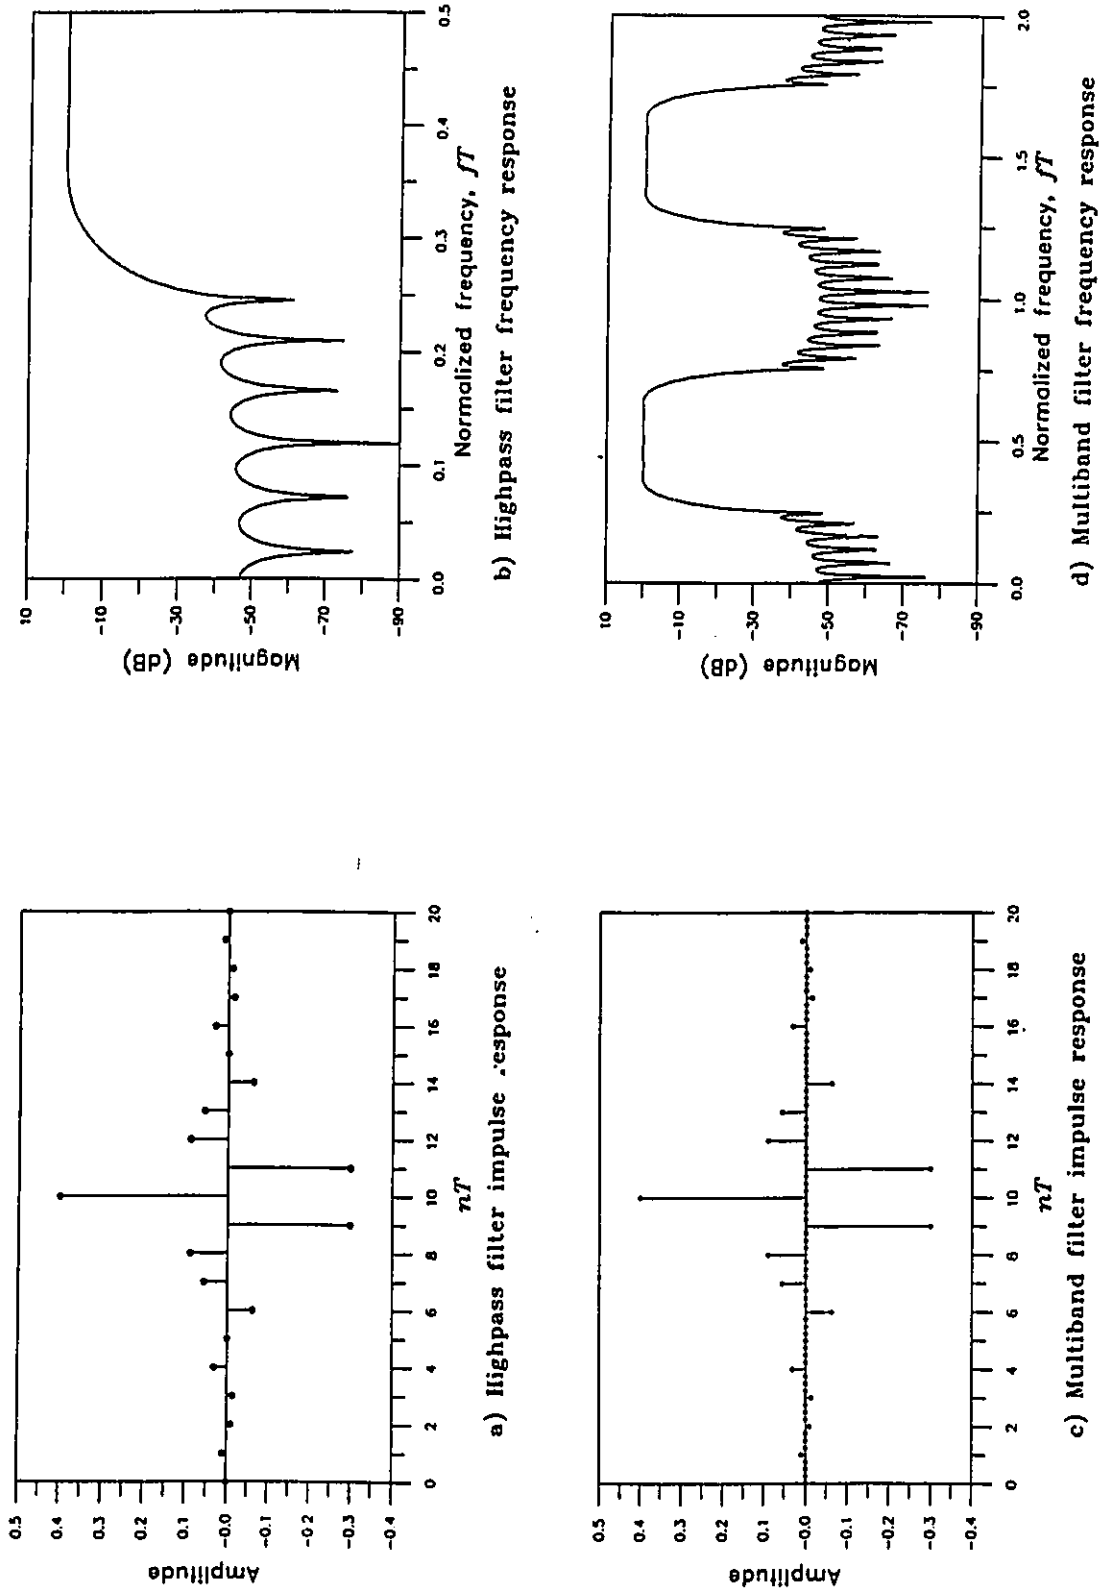 Amplitude
0.5
0.4
0.3
0.2
0.1
-0.0
-0.1
-0.2
-0.3
-0.4
0 2 4 6 8 10 12 14 16 18 20
nT
a) Highpass filter impulse response
Magnitude (dB)
10
-10
-30
-50
-70
-90
0.0 0.1 0.2 0.3 0.4 0.5
Normalized frequency, fT
b) Highpass filter frequency response
Amplitude
0.5
0.4
0.3
0.2
0.1
-0.0
-0.1
-0.2
-0.3
-0.4
0 2 4 6 8 10 12 14 16 18 20
nT
c) Multiband filter impulse response
Magnitude (dB)
10
-10
-30
-50
-70
-90
0.0 0.5 1.0 1.5 2.0
Normalized frequency, fT
d) Multiband filter frequency response